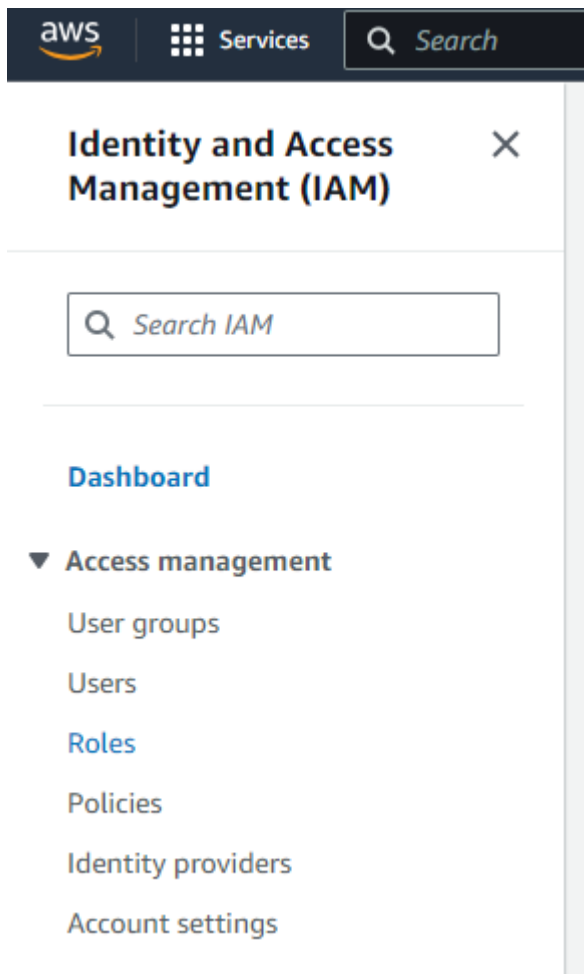 aws Services Search
Identity and Access
Management (IAM)
Search IAM
Dashboard
Access management
User groups
Users
Roles
Policies
Identity providers
Account settings